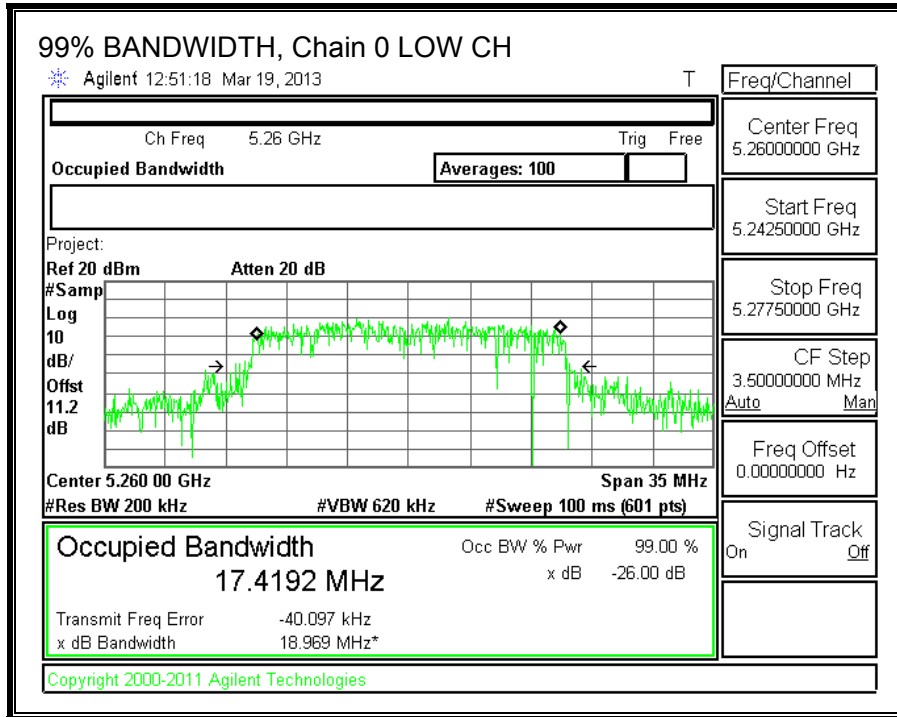 99% BANDWIDTH, Chain 0 LOW CH
Agilent 12:51:18 Mar 19, 2013 T
Freq/Channel
Ch Freq 5.26 GHz Trig Free
Occupied Bandwidth Averages: 100
Center Freq
5.26000000 GHz
Start Freq
5.24250000 GHz
Stop Freq
5.27750000 GHz
CF Step
3.50000000 MHz
Auto Man
Freq Offset
0.00000000 Hz
Signal Track
On Off
Project:
Ref 20 dBm Atten 20 dB
#Samp
Log
10
dB/
Offst
11.2
dB
Center 5.260 00 GHz Span 35 MHz
#Res BW 200 kHz #VBW 620 kHz #Sweep 100 ms (601 pts)
Occupied Bandwidth Occ BW % Pwr 99.00 %
17.4192 MHz x dB -26.00 dB
Transmit Freq Error -40.097 kHz
x dB Bandwidth 18.969 MHz*
Copyright 2000-2011 Agilent Technologies